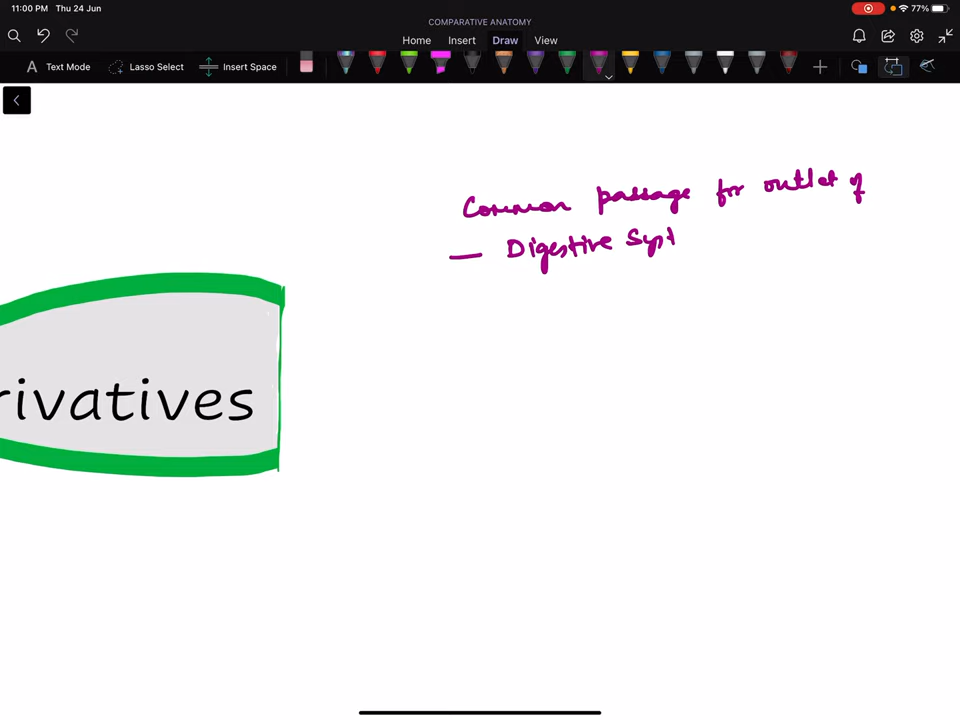 11:00 PM Thu 24 Jun
77%
COMPARATIVE ANATOMY
Home Insert Draw View
A Text Mode Lasso Select Insert Space
Common passage for outlet of
— Digestive Syst
rivatives